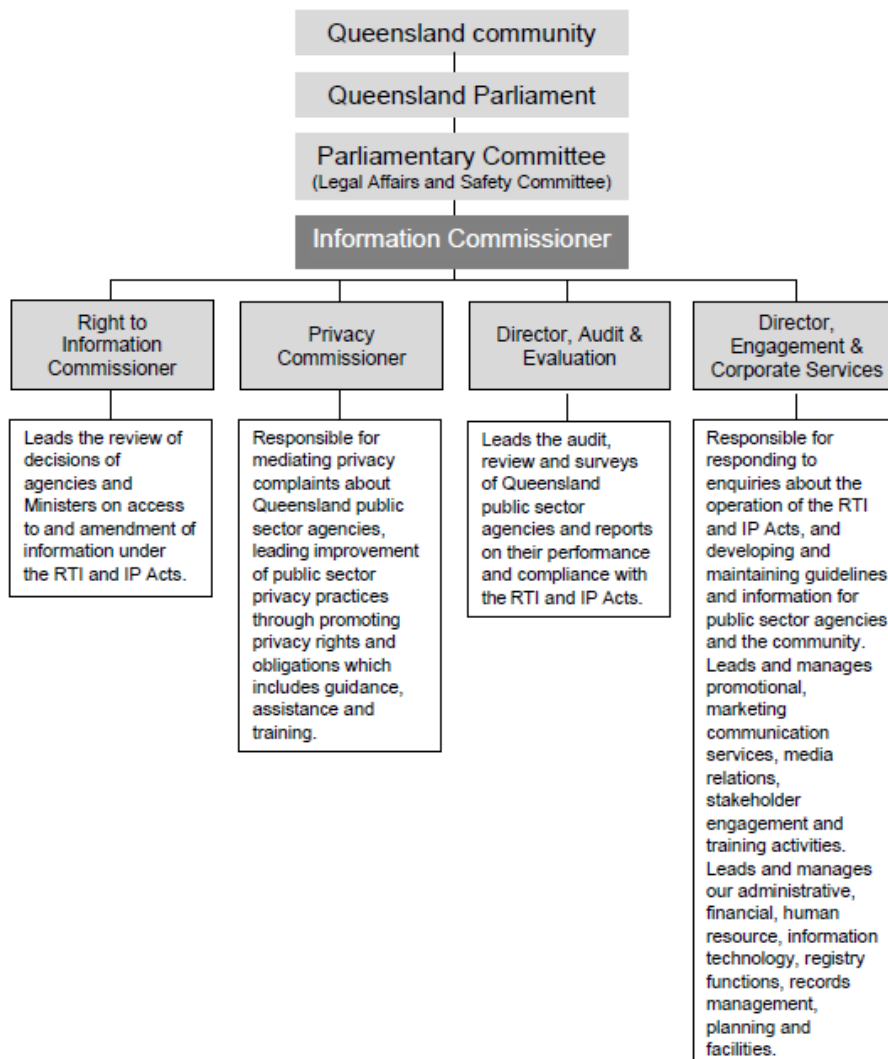 Queensland community
Queensland Parliament
Parliamentary Committee
(Legal Affairs and Safety Committee)
Information Commissioner
Right to
Information
Commissioner
Leads the review of
decisions of
agencies and
Ministers on access
to and amendment of
information under
the RTI and IP Acts.
Privacy
Commissioner
Responsible for
mediating privacy
complaints about
Queensland public
sector agencies,
leading improvement
of public sector
privacy practices
through promoting
privacy rights and
obligations which
includes guidance,
assistance and
training.
Director, Audit &
Evaluation
Leads the audit,
review and surveys
of Queensland
public sector
agencies and reports
on their performance
and compliance with
the RTI and IP Acts.
Director,
Engagement &
Corporate Services
Responsible for
responding to
enquiries about the
operation of the RTI
and IP Acts, and
developing and
maintaining guidelines
and information for
public sector agencies
and the community.
Leads and manages
promotional,
marketing
communication
services, media
relations,
stakeholder
engagement and
training activities.
Leads and manages
our administrative,
financial, human
resource, information
technology, registry
functions, records
management,
planning and
facilities.